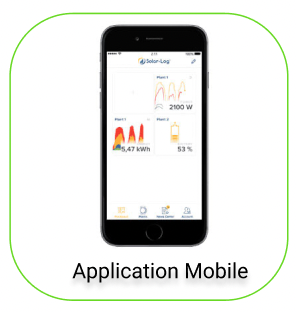 Solar-Log
Plant 1
2100 W
Plant 1
Plant 2
5,47 kWh
53 %
Application Mobile